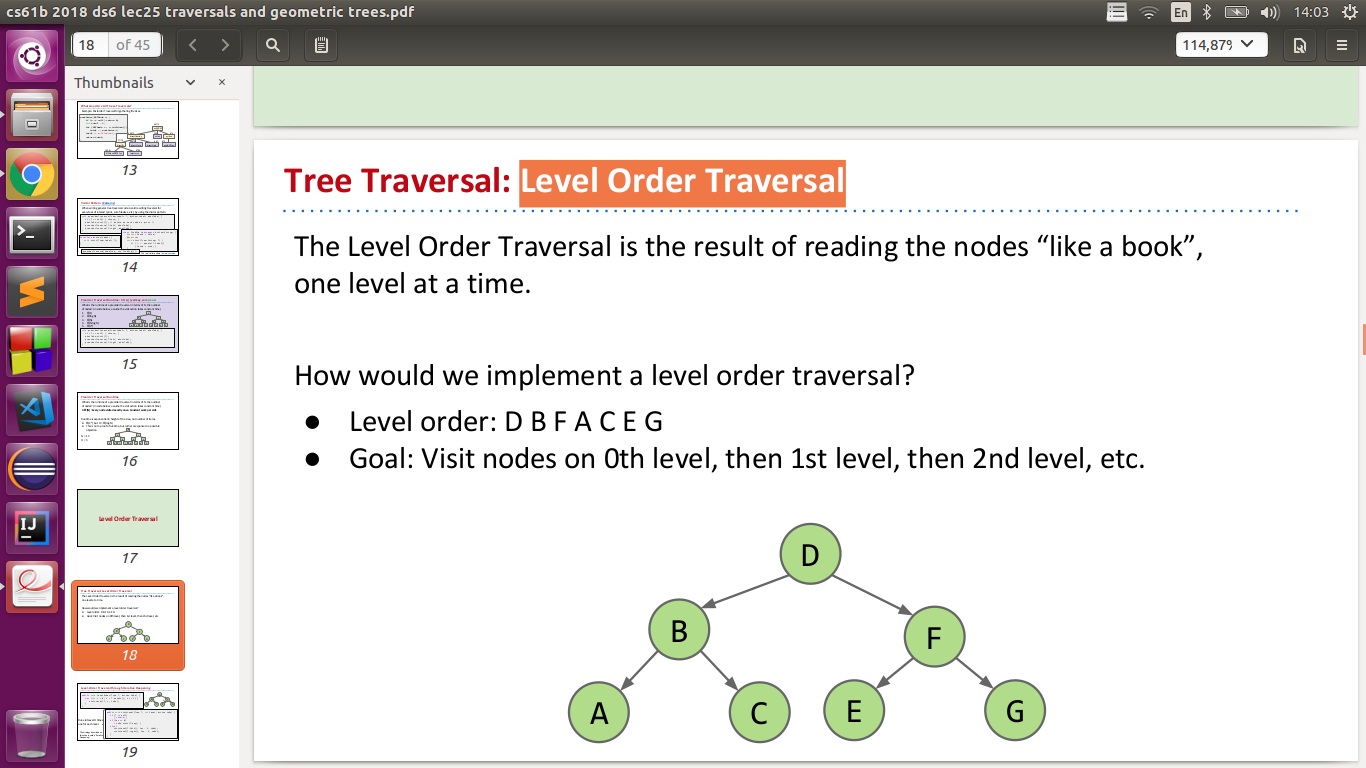 cs61b 2018 ds6 lec25 traversals and geometric trees.pdf
En
14:03
18 of 45
114,87%
Thumbnails
13
14
15
16
Level Order Traversal
17
18
19
Tree Traversal: Level Order Traversal
The Level Order Traversal is the result of reading the nodes “like a book”,
one level at a time.
How would we implement a level order traversal?
● Level order: D B F A C E G
● Goal: Visit nodes on 0th level, then 1st level, then 2nd level, etc.
D
B F
A C E G
IJ